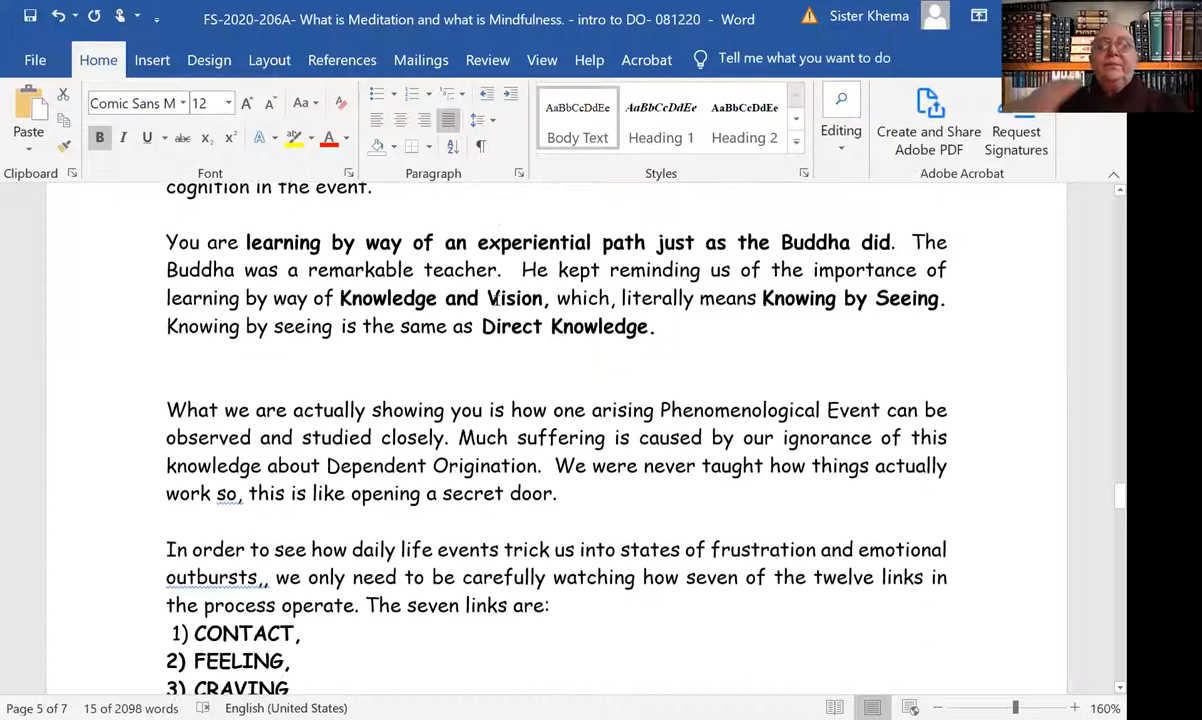 FS-2020-206A- What is Meditation and what is Mindfulness. - intro to DO- 081220 - Word
Sister Khema
File Home Insert Design Layout References Mailings Review View Help Acrobat Tell me what you want to do
Comic Sans M 12 A A Aa A
Paste
B I U abc X2 X2 A A
AaBbCcDdEe AaBbCcDdEe AaBbCcDdEe
Body Text Heading 1 Heading 2
Editing
Create and Share Adobe PDF
Request Signatures
Clipboard Font Paragraph Styles Adobe Acrobat
cognition in the event.
You are learning by way of an experiential path just as the Buddha did. The
Buddha was a remarkable teacher. He kept reminding us of the importance of
learning by way of Knowledge and Vision, which, literally means Knowing by Seeing.
Knowing by seeing is the same as Direct Knowledge.
What we are actually showing you is how one arising Phenomenological Event can be
observed and studied closely. Much suffering is caused by our ignorance of this
knowledge about Dependent Origination. We were never taught how things actually
work so, this is like opening a secret door.
In order to see how daily life events trick us into states of frustration and emotional
outbursts,, we only need to be carefully watching how seven of the twelve links in
the process operate. The seven links are:
1) CONTACT,
2) FEELING,
3) CRAVING
Page 5 of 7 15 of 2098 words English (United States) 160%